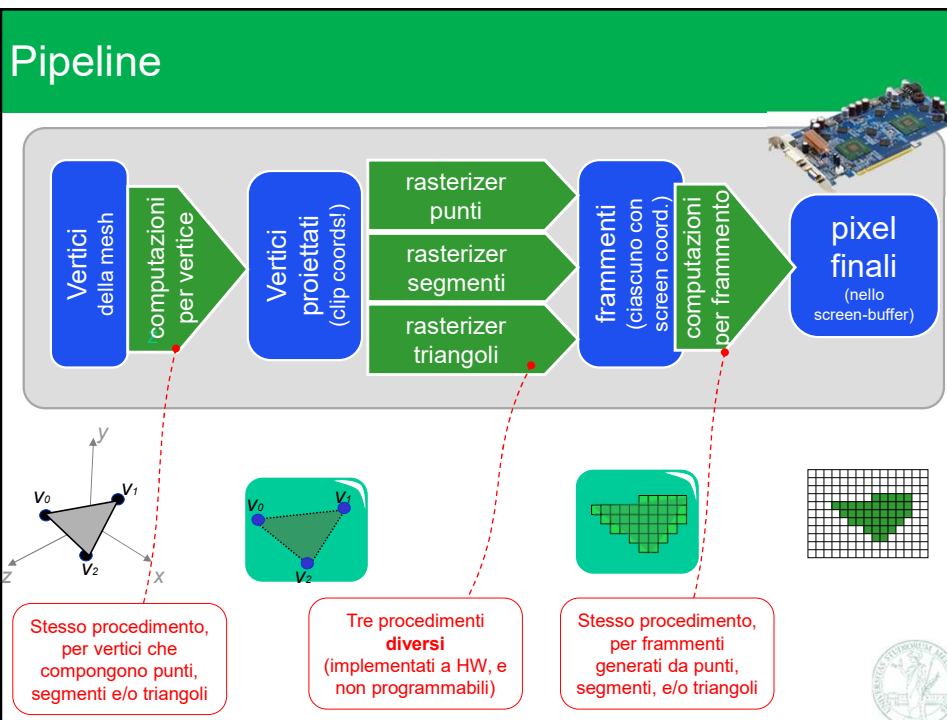 Pipeline
Vertici
della mesh
computazioni
per vertice
Vertici
proiettati
(clip coords!)
rasterizer
punti
rasterizer
segmenti
rasterizer
triangoli
frammenti
(ciascuno con
screen coord.)
computazioni
per frammento
pixel
finali
(nello
screen-buffer)
y
v0
v1
v2
z
x
v0
v1
v2
Stesso procedimento,
per vertici che
compongono punti,
segmenti e/o triangoli
Tre procedimenti
diversi
(implementati a HW, e
non programmabili)
Stesso procedimento,
per frammenti
generati da punti,
segmenti, e/o triangoli